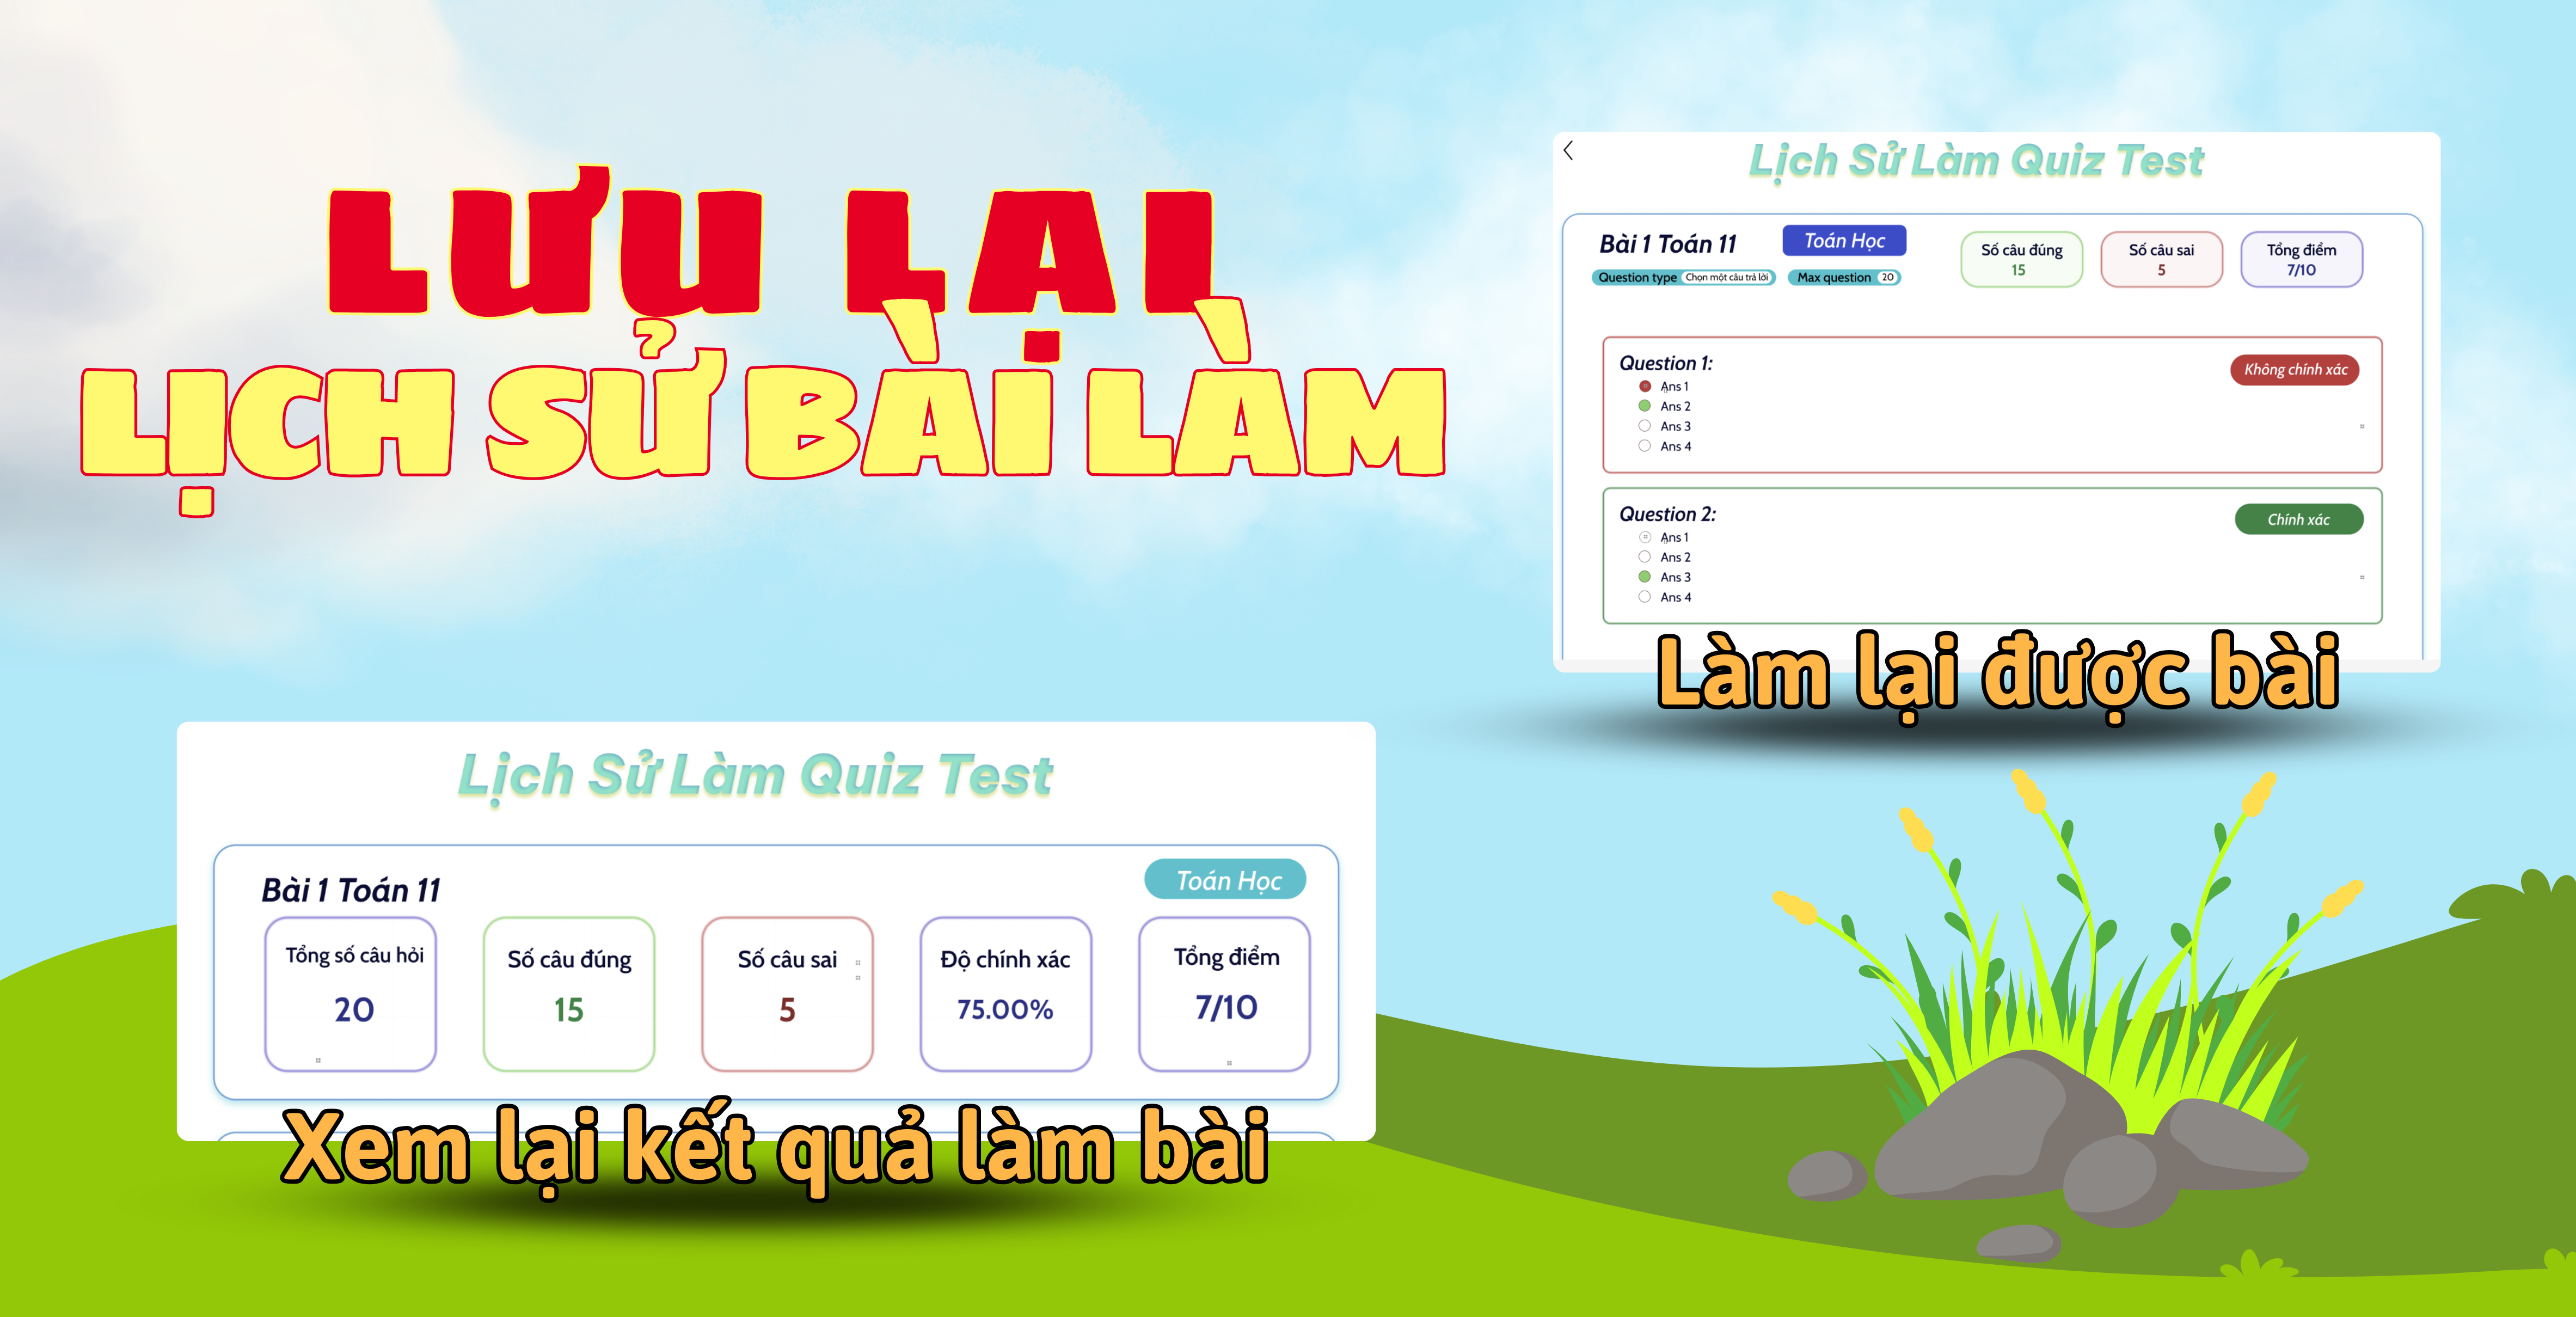 LƯU LẠI
LỊCH SỬ BÀI LÀM
Lịch Sử Làm Quiz Test
Bài 1 Toán 11
Toán Học
Question type Chọn một câu trả lời
Max question 20
Số câu đúng
15
Số câu sai
5
Tổng điểm
7/10
Question 1:
Không chính xác
Ans 1
Ans 2
Ans 3
Ans 4
Question 2:
Chính xác
Ans 1
Ans 2
Ans 3
Ans 4
Làm lại được bài
Lịch Sử Làm Quiz Test
Bài 1 Toán 11
Toán Học
Tổng số câu hỏi
20
Số câu đúng
15
Số câu sai
5
Độ chính xác
75.00%
Tổng điểm
7/10
Xem lại kết quả làm bài